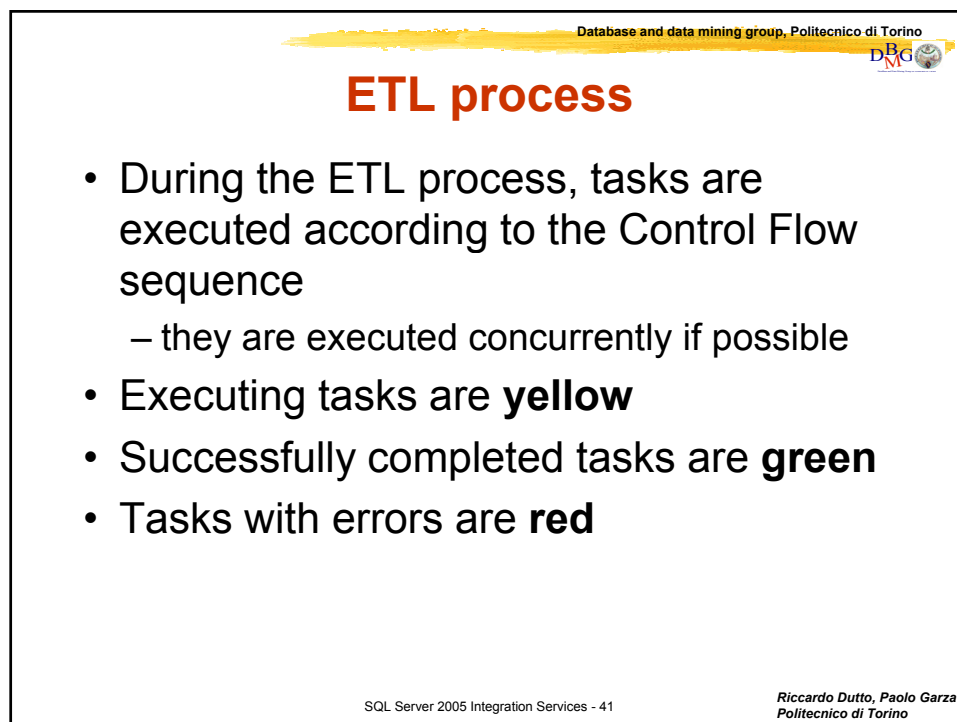 Database and data mining group, Politecnico di Torino
DBMG
ETL process
• During the ETL process, tasks are
executed according to the Control Flow
sequence
– they are executed concurrently if possible
• Executing tasks are yellow
• Successfully completed tasks are green
• Tasks with errors are red
SQL Server 2005 Integration Services - 41
Riccardo Dutto, Paolo Garza
Politecnico di Torino